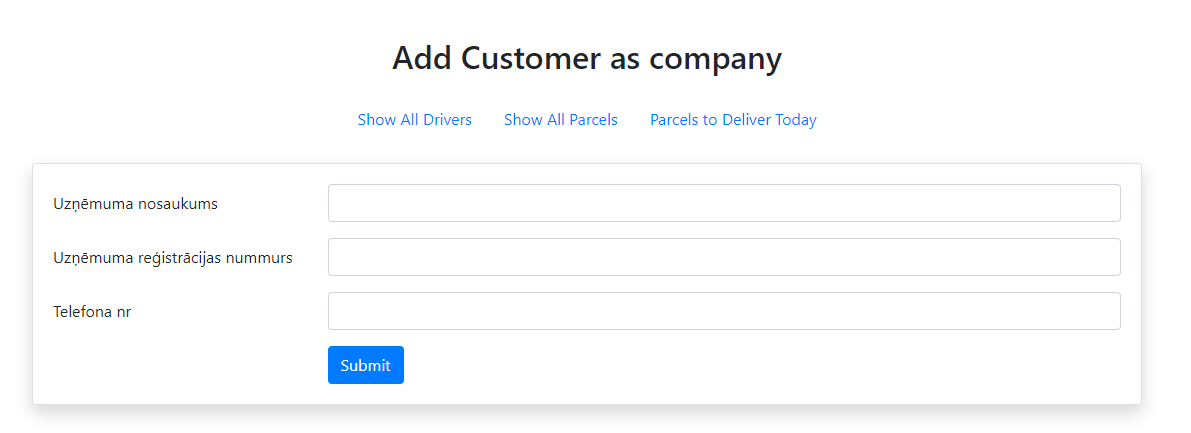 Add Customer as company
Show All Drivers Show All Parcels Parcels to Deliver Today
Uzņēmuma nosaukums
Uzņēmuma reģistrācijas nummurs
Telefona nr
Submit